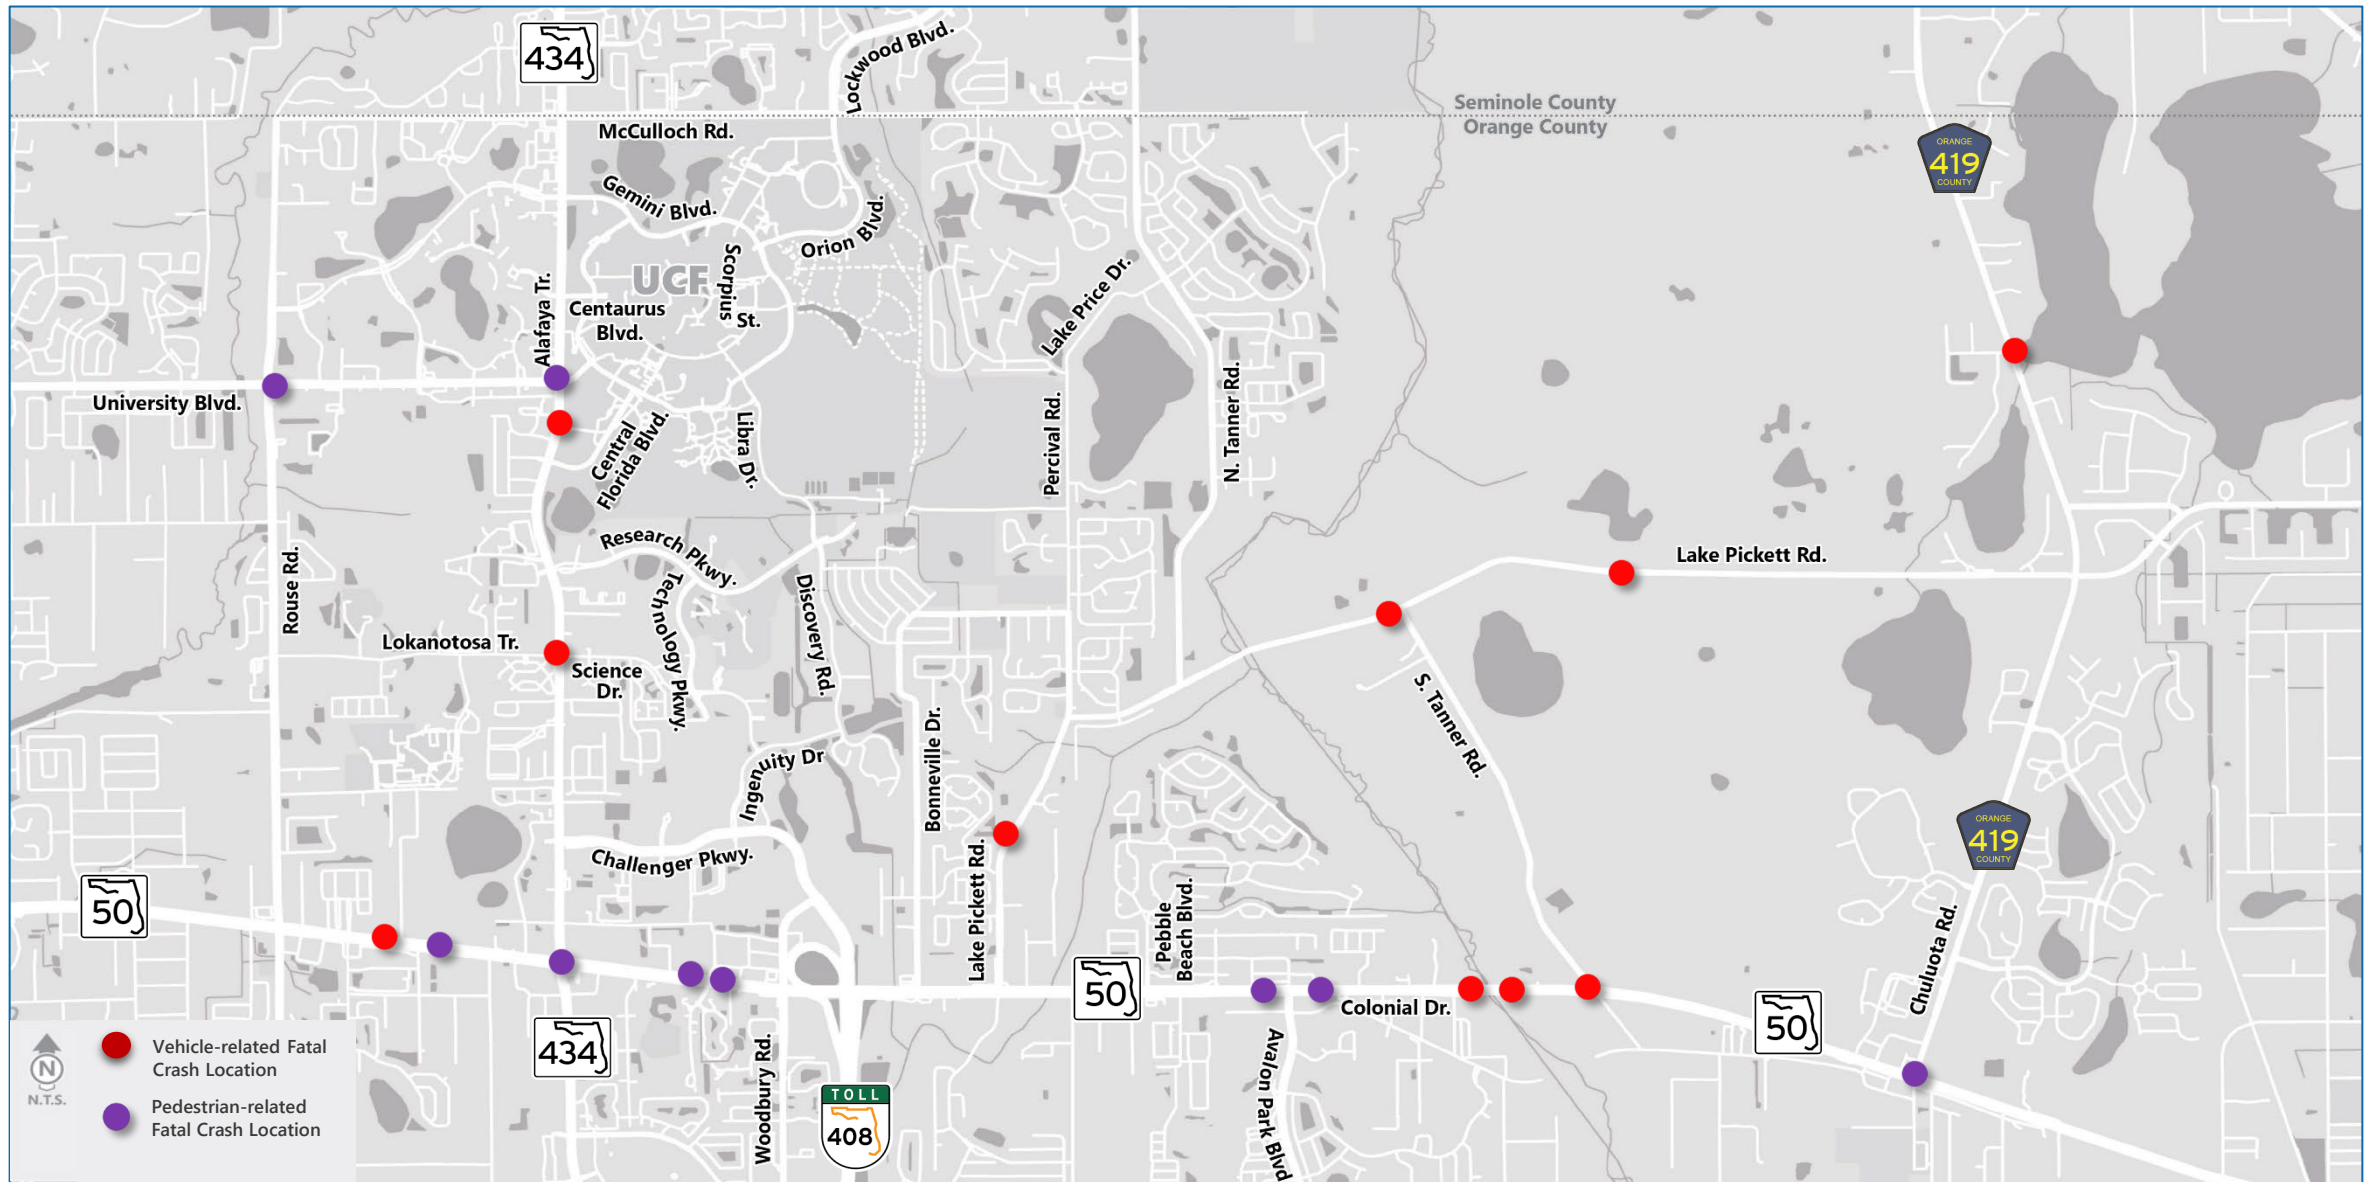 434
Lockwood Blvd.
Seminole County
Orange County
McCulloch Rd.
ORANGE
419
COUNTY
Gemini Blvd.
Orion Blvd.
Scorpius
St.
UCF
Alafaya Tr.
Centaurus
Blvd.
Lake Price Dr.
University Blvd.
Central
Florida Blvd.
Libra Dr.
Percival Rd.
N. Tanner Rd.
Research Pkwy.
Lake Pickett Rd.
Rouse Rd.
Technology Pkwy.
Discovery Rd.
Lokanotosa Tr.
Science
Dr.
S. Tanner Rd.
Ingenuity Dr
Bonneville Dr.
ORANGE
419
COUNTY
Challenger Pkwy.
Lake Pickett Rd.
Pebble
Beach Blvd.
50
Chuluota Rd.
50
Colonial Dr.
50
434
Woodbury Rd.
Avalon Park Blvd
TOLL
408
N
N.T.S.
Vehicle-related Fatal
Crash Location
Pedestrian-related
Fatal Crash Location